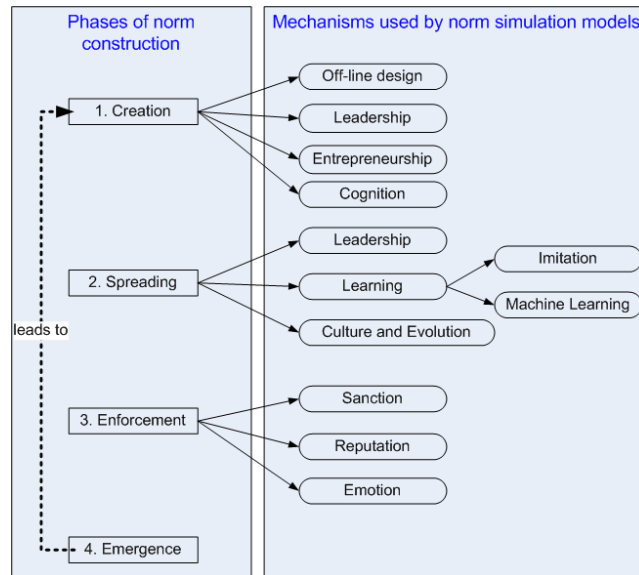 Phases of norm
construction
Mechanisms used by norm simulation models
1. Creation
Off-line design
Leadership
Entrepreneurship
Cognition
2. Spreading
Leadership
Learning
Culture and Evolution
Imitation
Machine Learning
leads to
3. Enforcement
Sanction
Reputation
Emotion
4. Emergence